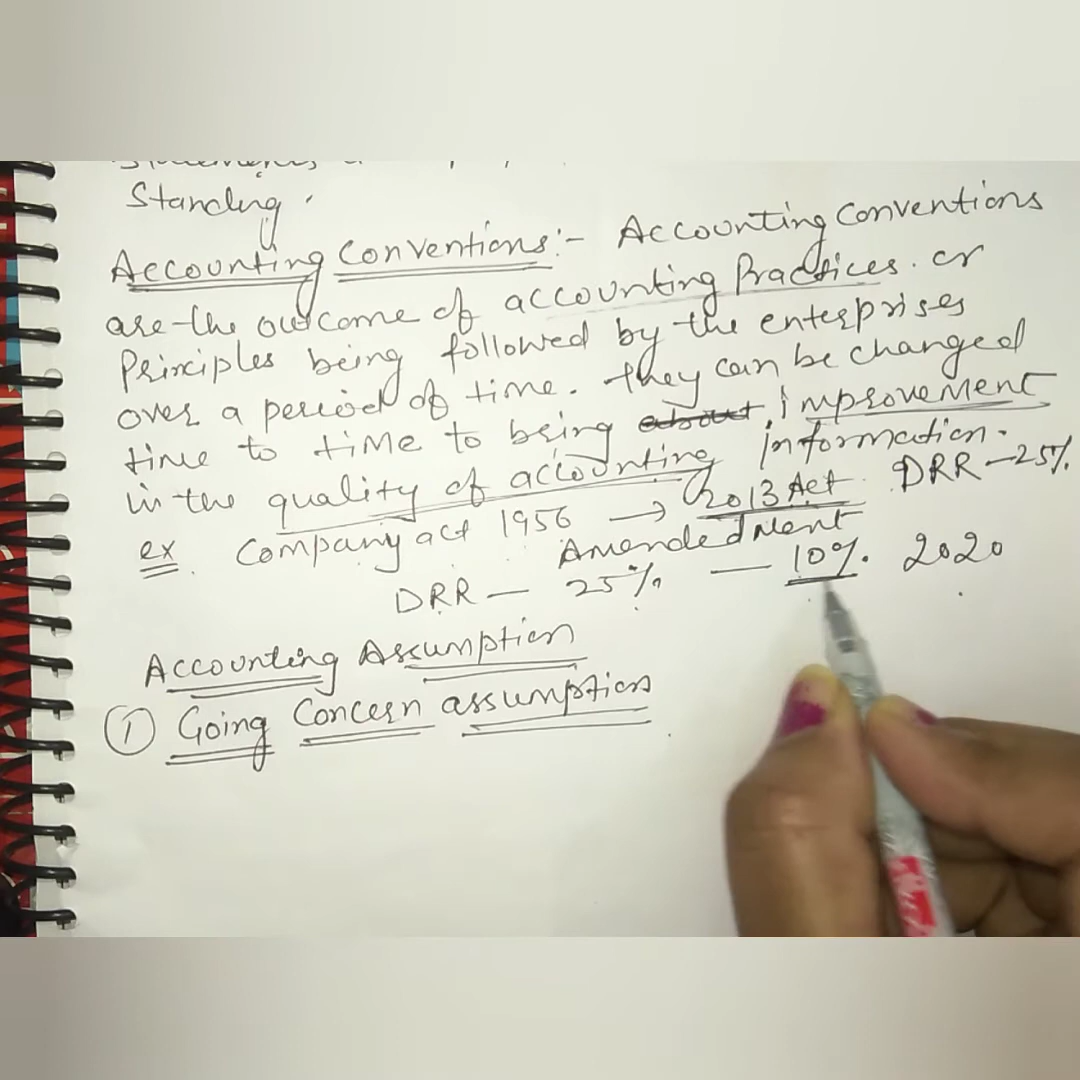 Standing.
Accounting Conventions:- Accounting Conventions
are the outcome of accounting Practices. or
Principles being followed by the enterprises
over a period of time. they can be changed
time to time to being about improvement
in the quality of accounting information.
ex Company act 1956 → 2013 Act DRR - 25%
Amendedment
DRR - 25% - 10%. 2020
Accounting Assumption
① Going Concern assumption